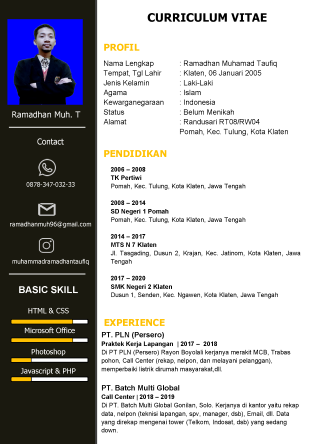 CURRICULUM VITAE
Ramadhan Muh. T
Contact
0878-347-032-33
ramadhanmuh96@gmail.com
muhammadramadhantaufiq
BASIC SKILL
HTML & CSS
Microsoft Office
Photoshop
Javascript & PHP
PROFIL
Nama Lengkap : Ramadhan Muhamad Taufiq
Tempat, Tgl Lahir : Klaten, 06 Januari 2005
Jenis Kelamin : Laki-Laki
Agama : Islam
Kewarganegaraan : Indonesia
Status : Belum Menikah
Alamat : Randusari RT08/RW04
Pomah, Kec. Tulung, Kota Klaten
PENDIDIKAN
2006 – 2008
TK Pertiwi
Pomah, Kec. Tulung, Kota Klaten, Jawa Tengah
2008 – 2014
SD Negeri 1 Pomah
Pomah, Kec. Tulung, Kota Klaten, Jawa Tengah
2014 – 2017
MTS N 7 Klaten
Jl. Tasgading, Dusun 2, Krajan, Kec. Jatinom, Kota Klaten, Jawa
Tengah
2017 – 2020
SMK Negeri 2 Klaten
Dusun 1, Senden, Kec. Ngawen, Kota Klaten, Jawa Tengah
EXPERIENCE
PT. PLN (Persero)
Praktek Kerja Lapangan | 2017 – 2018
Di PT PLN (Persero) Rayon Boyolali kerjanya merakit MCB, Trabas
pohon, Call Center (rekap, nelpon, dan melayani pelanggan),
memperbaiki listrik dirumah masyarakat,dll.
PT. Batch Multi Global
Call Center | 2018 – 2019
Di PT. Batch Multi Global Gonilan, Solo. Kerjanya di kantor yaitu rekap
data, nelpon (teknisi lapangan, spv, manager, dsb), Email, dll. Data
yang direkap mengenai tower (Telkom, Indosat, dsb) yang sedang
down.